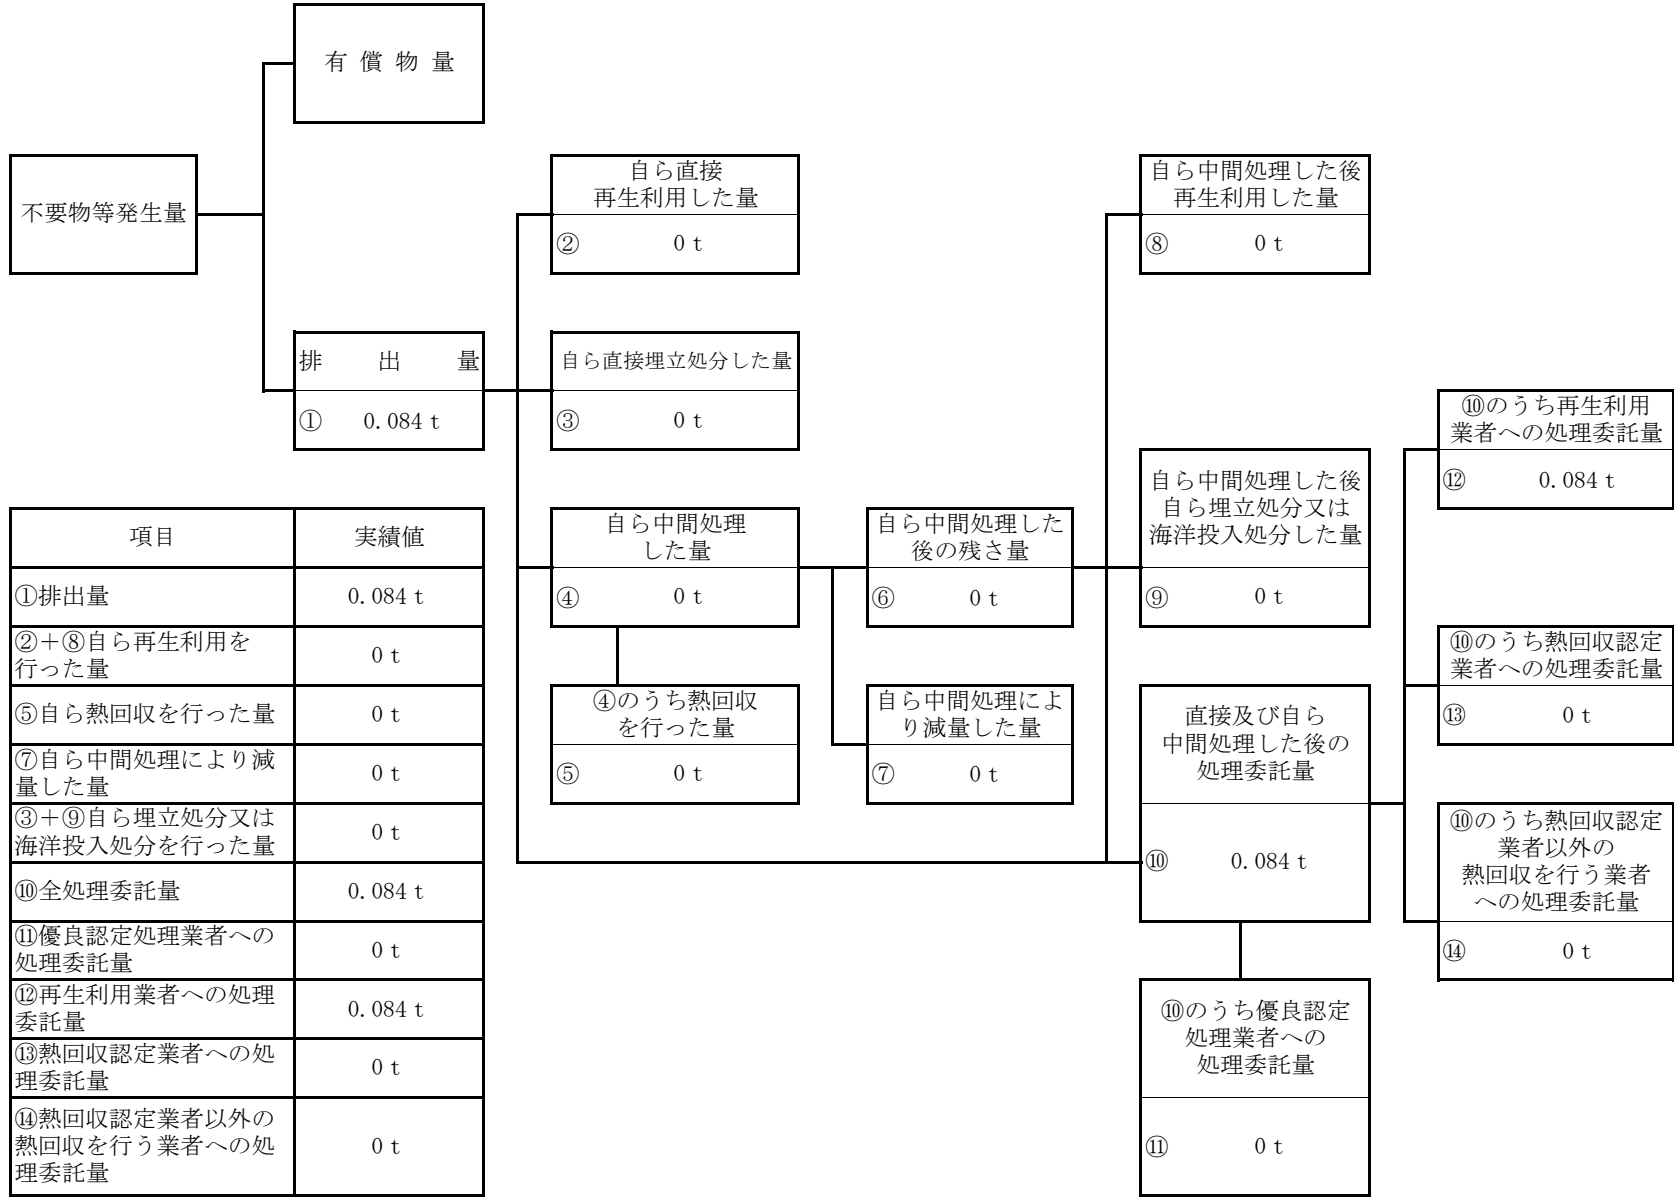 有 償 物 量
不要物等発生量
自ら直接
再生利用した量
② 0 t
自ら中間処理した後
再生利用した量
⑧ 0 t
排 出 量
① 0.084 t
自ら直接埋立処分した量
③ 0 t
⑩のうち再生利用
業者への処理委託量
⑫ 0.084 t
自ら中間処理した後
自ら埋立処分又は
海洋投入処分した量
⑨ 0 t
自ら中間処理
した量
④ 0 t
自ら中間処理した
後の残さ量
⑥ 0 t
④のうち熱回収
を行った量
⑤ 0 t
自ら中間処理によ
り減量した量
⑦ 0 t
直接及び自ら
中間処理した後の
処理委託量
⑩ 0.084 t
⑩のうち熱回収認定
業者への処理委託量
⑬ 0 t
⑩のうち熱回収認定
業者以外の
熱回収を行う業者
への処理委託量
⑭ 0 t
⑩のうち優良認定
処理業者への
処理委託量
⑪ 0 t
項目 実績値
①排出量 0.084 t
②＋⑧自ら再生利用を
行った量 0 t
⑤自ら熱回収を行った量 0 t
⑦自ら中間処理により減
量した量 0 t
③＋⑨自ら埋立処分又は
海洋投入処分を行った量 0 t
⑩全処理委託量 0.084 t
⑪優良認定処理業者への
処理委託量 0 t
⑫再生利用業者への処理
委託量 0.084 t
⑬熱回収認定業者への処
理委託量 0 t
⑭熱回収認定業者以外の
熱回収を行う業者への処
理委託量 0 t